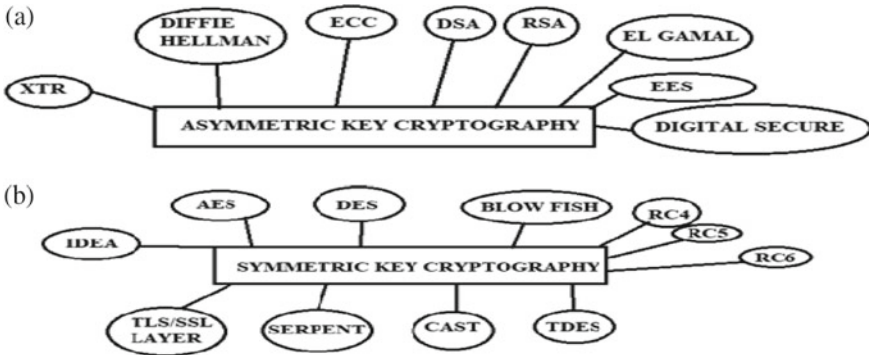 (a)
DIFFIE
HELLMAN
ECC
DSA
RSA
EL GAMAL
XTR
EES
ASYMMETRIC KEY CRYPTOGRAPHY
DIGITAL SECURE
(b)
AES
DES
BLOW FISH
RC4
RC5
IDEA
RC6
SYMMETRIC KEY CRYPTOGRAPHY
TLS/SSL
LAYER
SERPENT
CAST
TDES